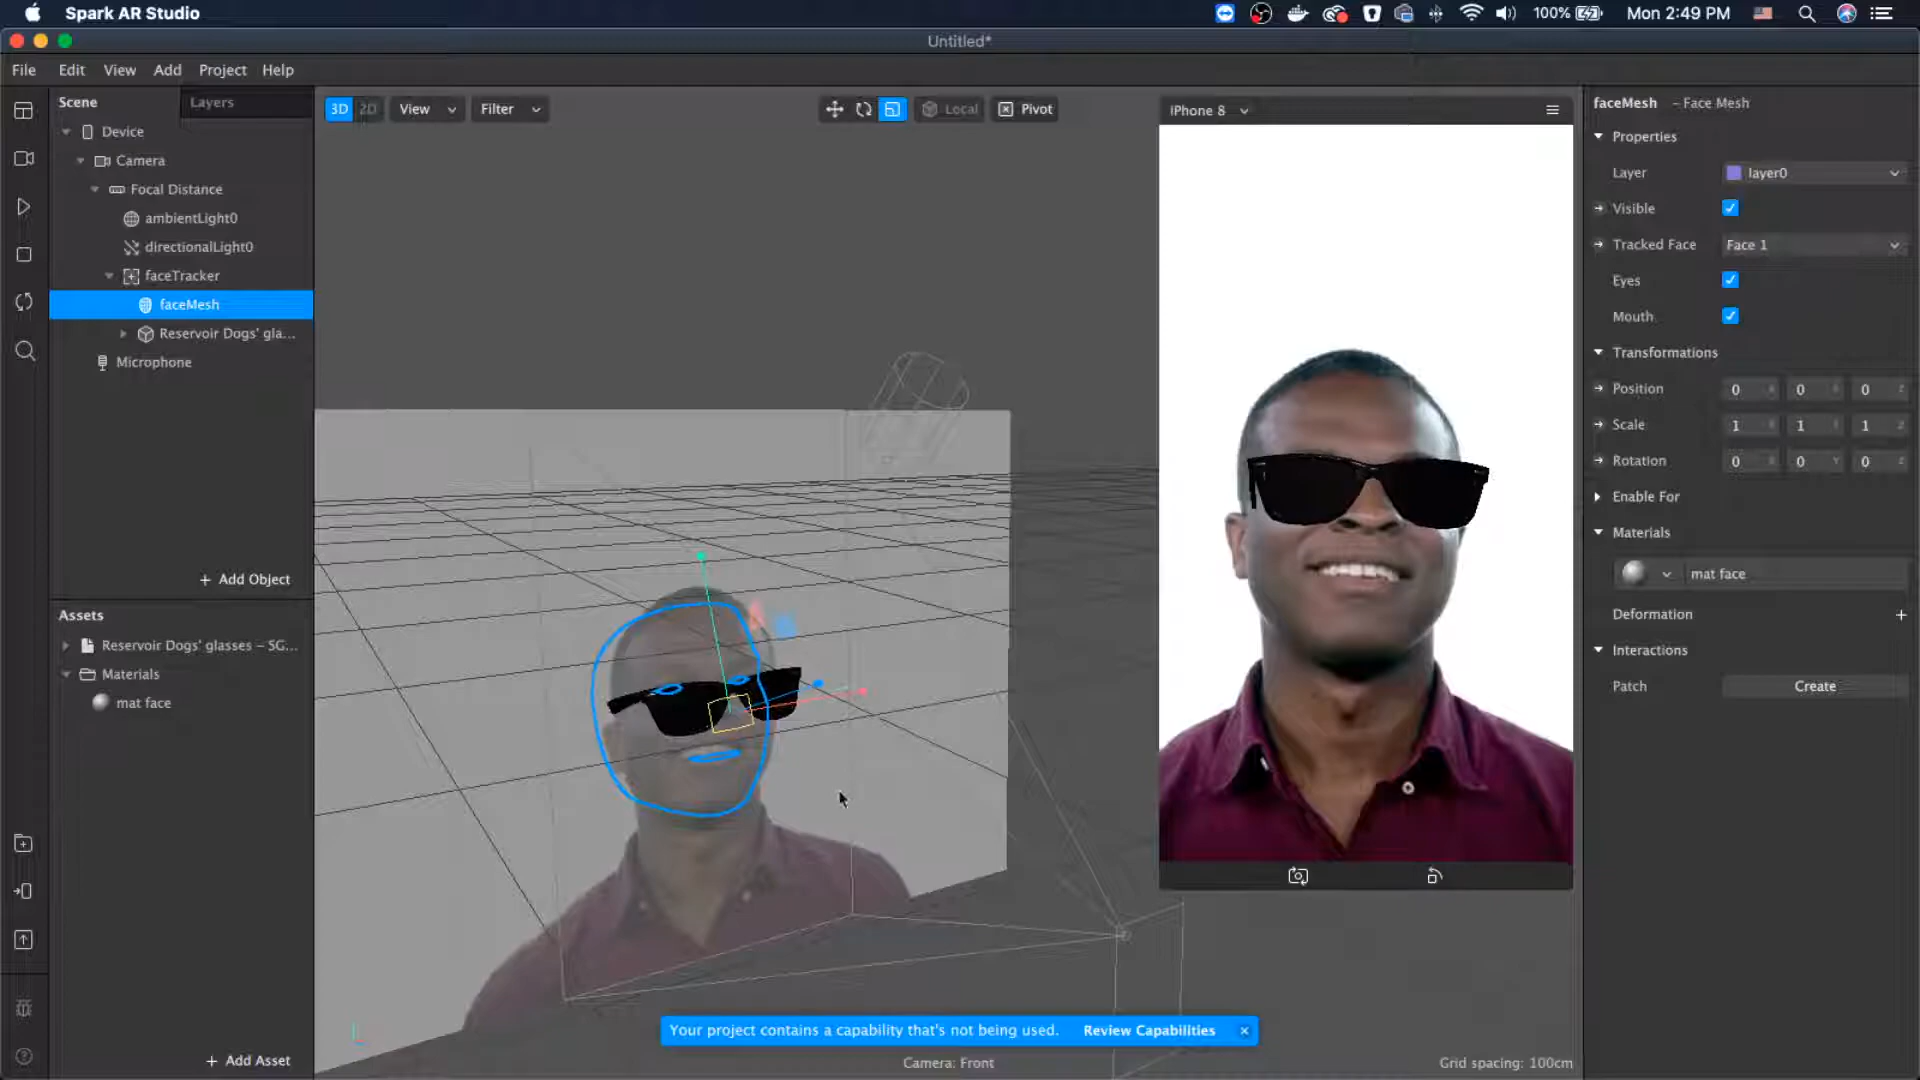 Spark AR Studio
100%
Mon 2:49 PM
Untitled*
File Edit View Add Project Help
Scene
Layers
Device
Camera
Focal Distance
ambientLight0
directionalLight0
faceTracker
faceMesh
Reservoir Dogs' gla...
Microphone
+ Add Object
Assets
Reservoir Dogs' glasses – SG...
Materials
mat face
+ Add Asset
3D 2D
View
Filter
Local
Pivot
Your project contains a capability that's not being used. Review Capabilities
Camera: Front
Grid spacing: 100cm
iPhone 8
faceMesh – Face Mesh
Properties
Layer layer0
Visible
Tracked Face Face 1
Eyes
Mouth
Transformations
Position 0 0 0
Scale 1 1 1
Rotation 0 0 0
Enable For
Materials
mat face
Deformation +
Interactions
Patch Create